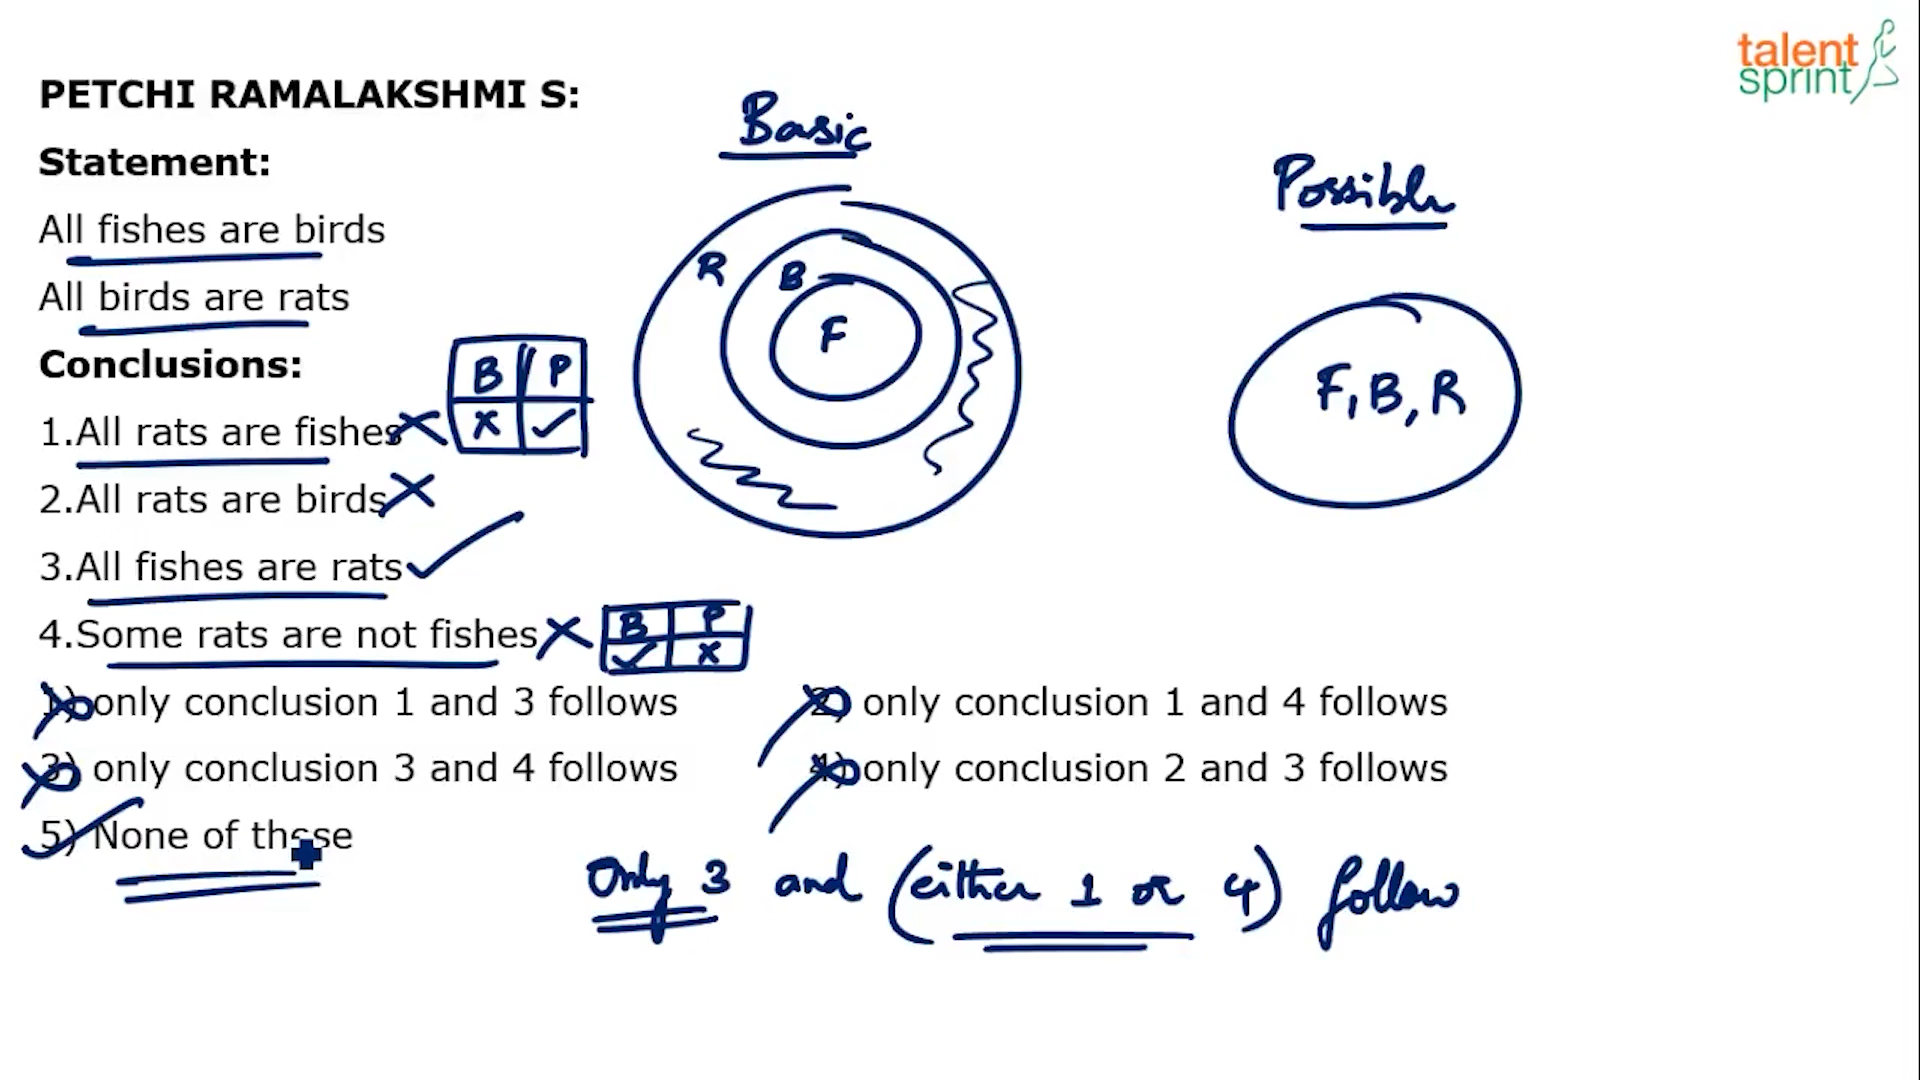 talent
sprint
PETCHI RAMALAKSHMI S:
Basic
Statement:
Possible
All fishes are birds
All birds are rats
R B
F
Conclusions:
B P
F, B, R
1.All rats are fishes
2.All rats are birds
3.All fishes are rats
B P
4.Some rats are not fishes
1) only conclusion 1 and 3 follows
2) only conclusion 1 and 4 follows
3) only conclusion 3 and 4 follows
4) only conclusion 2 and 3 follows
5) None of these
Only 3 and (either 1 or 4) follow